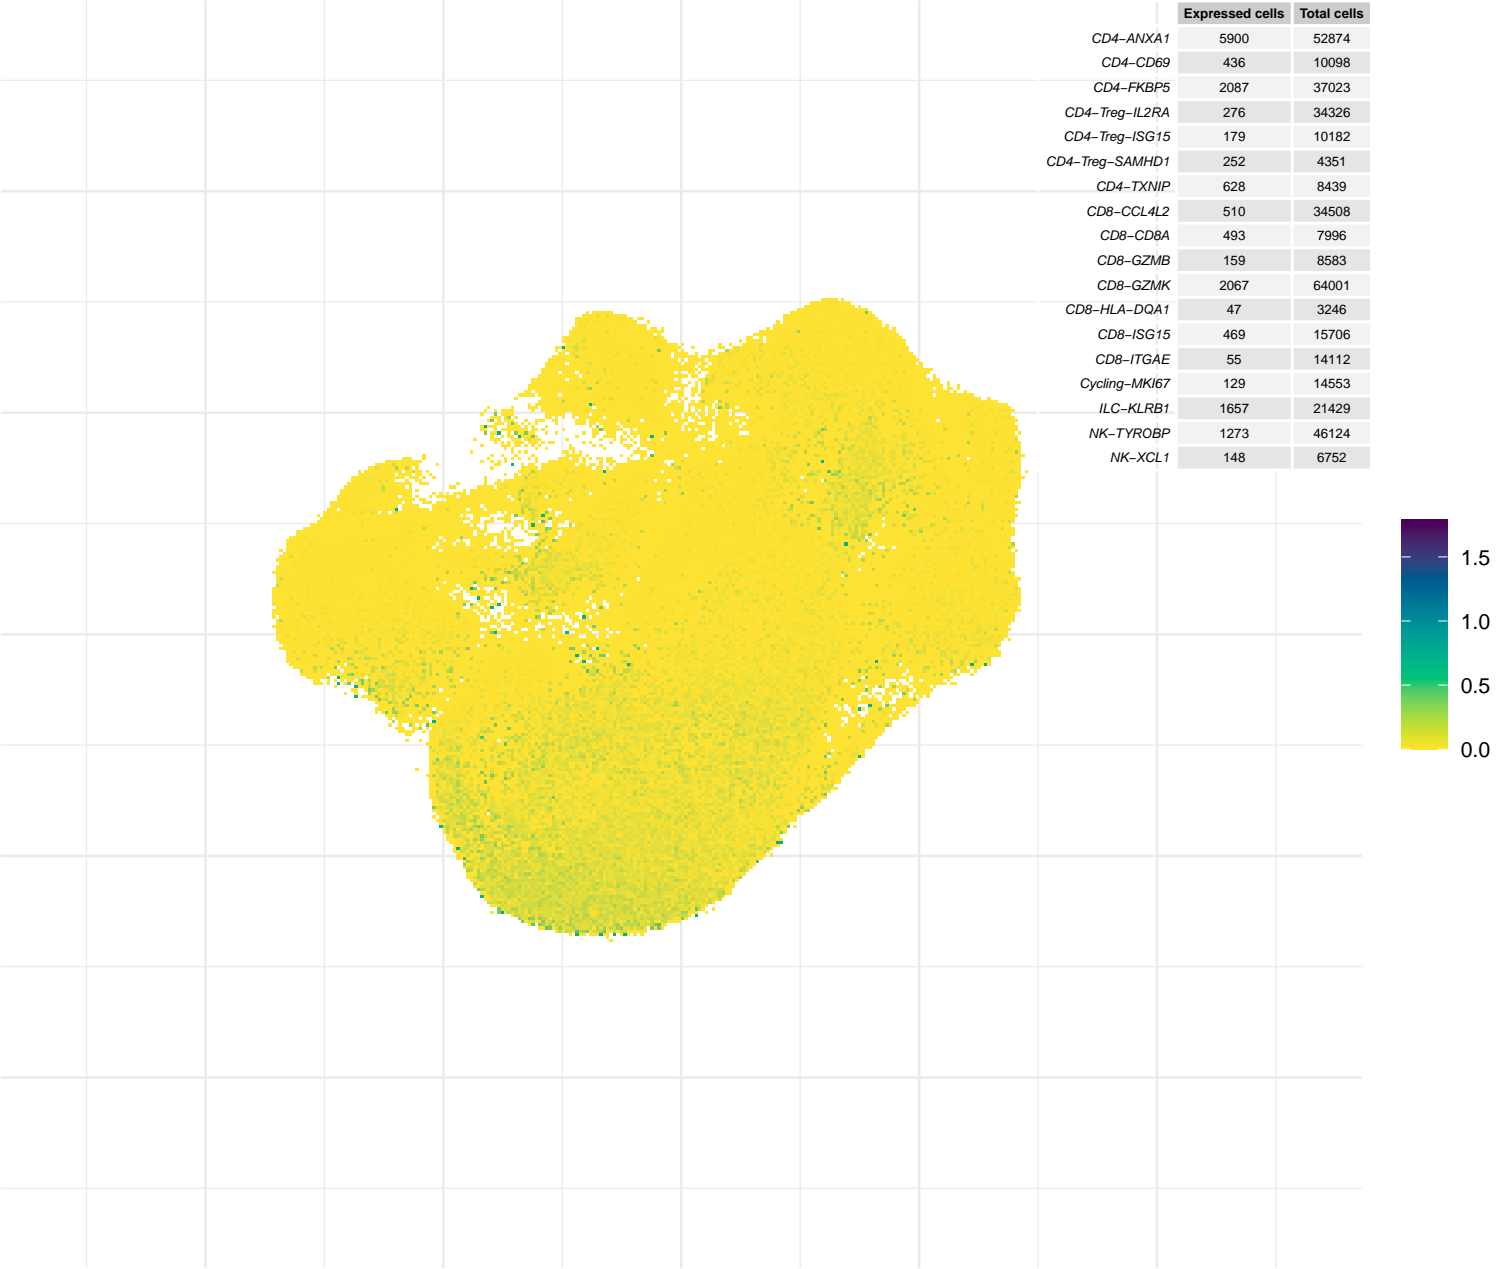 Expressed cells Total cells
CD4−ANXA1 5900 52874
CD4−CD69 436 10098
CD4−FKBP5 2087 37023
CD4−Treg−IL2RA 276 34326
CD4−Treg−ISG15 179 10182
CD4−Treg−SAMHD1 252 4351
CD4−TXNIP 628 8439
CD8−CCL4L2 510 34508
CD8−CD8A 493 7996
CD8−GZMB 159 8583
CD8−GZMK 2067 64001
CD8−HLA−DQA1 47 3246
CD8−ISG15 469 15706
CD8−ITGAE 55 14112
Cycling−MKI67 129 14553
ILC−KLRB1 1657 21429
NK−TYROBP 1273 46124
NK−XCL1 148 6752
1.5
1.0
0.5
0.0